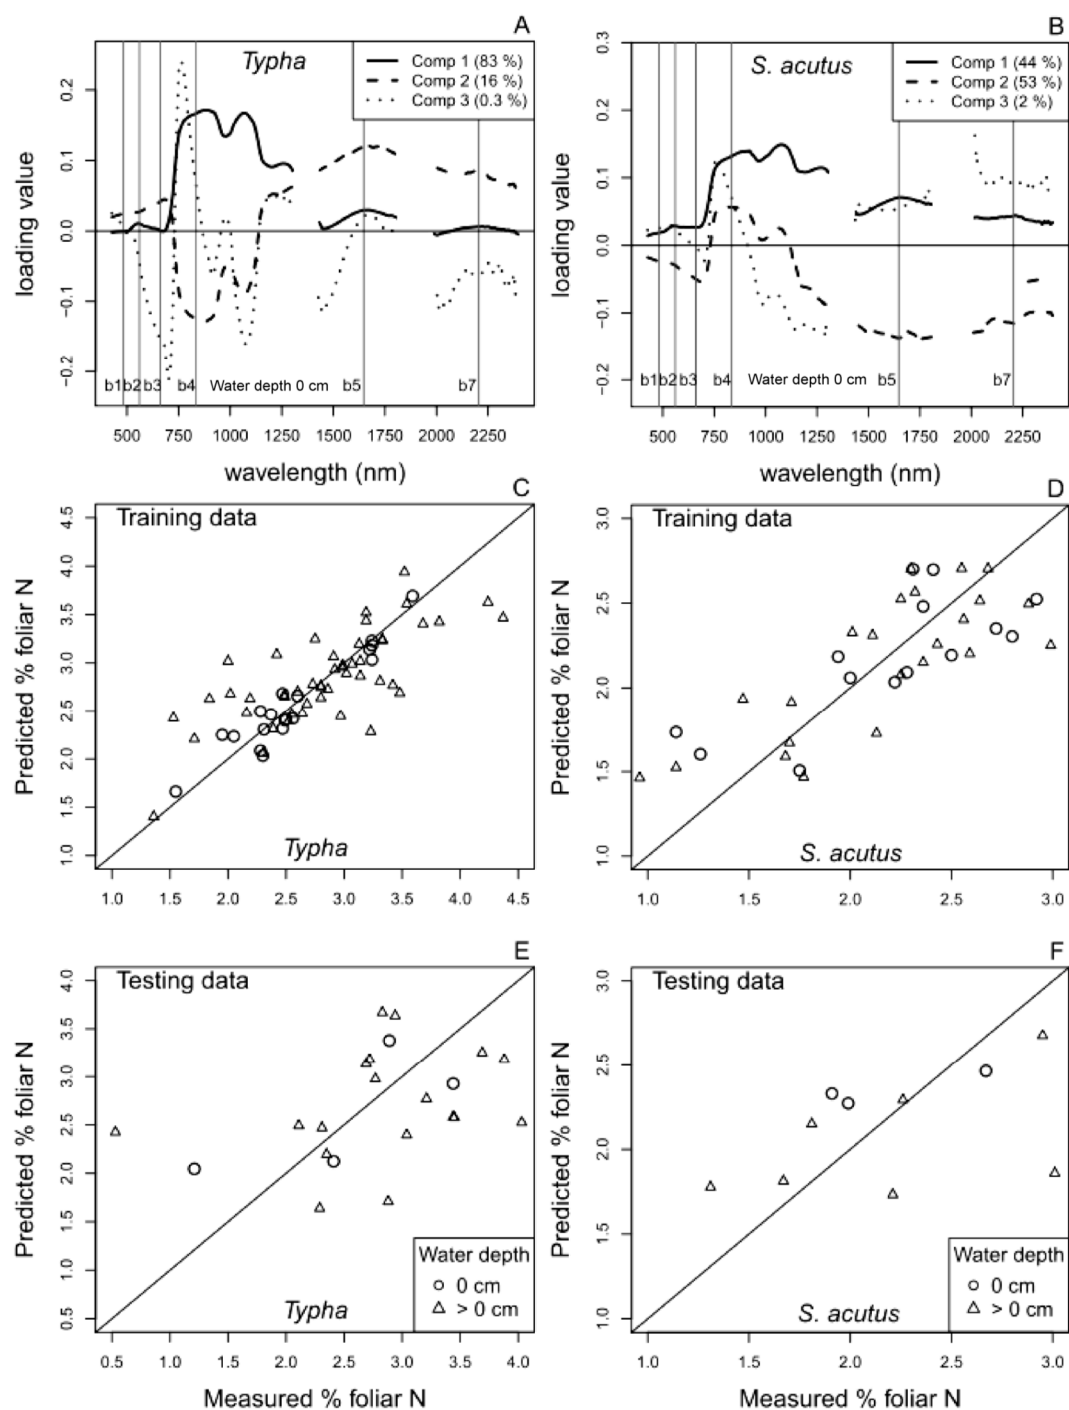 A
Typha
Comp 1 (83 %)
Comp 2 (16 %)
Comp 3 (0.3 %)
loading value
0.2
0.1
0.0
−0.1
−0.2
b1 b2 b3 b4 Water depth 0 cm b5 b7
500 750 1000 1250 1500 1750 2000 2250
wavelength (nm)
B
S. acutus
Comp 1 (44 %)
Comp 2 (53 %)
Comp 3 (2 %)
loading value
0.3
0.2
0.1
0.0
−0.1
−0.2
b1 b2 b3 b4 Water depth 0 cm b5 b7
500 750 1000 1250 1500 1750 2000 2250
wavelength (nm)
C
Training data
Predicted % foliar N
4.5
4.0
3.5
3.0
2.5
2.0
1.5
1.0
Typha
1.0 1.5 2.0 2.5 3.0 3.5 4.0 4.5
D
Training data
Predicted % foliar N
3.0
2.5
2.0
1.5
1.0
S. acutus
1.0 1.5 2.0 2.5 3.0
E
Testing data
Predicted % foliar N
4.0
3.5
3.0
2.5
2.0
1.5
1.0
0.5
Water depth
0 cm
> 0 cm
Typha
0.5 1.0 1.5 2.0 2.5 3.0 3.5 4.0
Measured % foliar N
F
Testing data
Predicted % foliar N
3.0
2.5
2.0
1.5
1.0
Water depth
0 cm
> 0 cm
S. acutus
1.0 1.5 2.0 2.5 3.0
Measured % foliar N